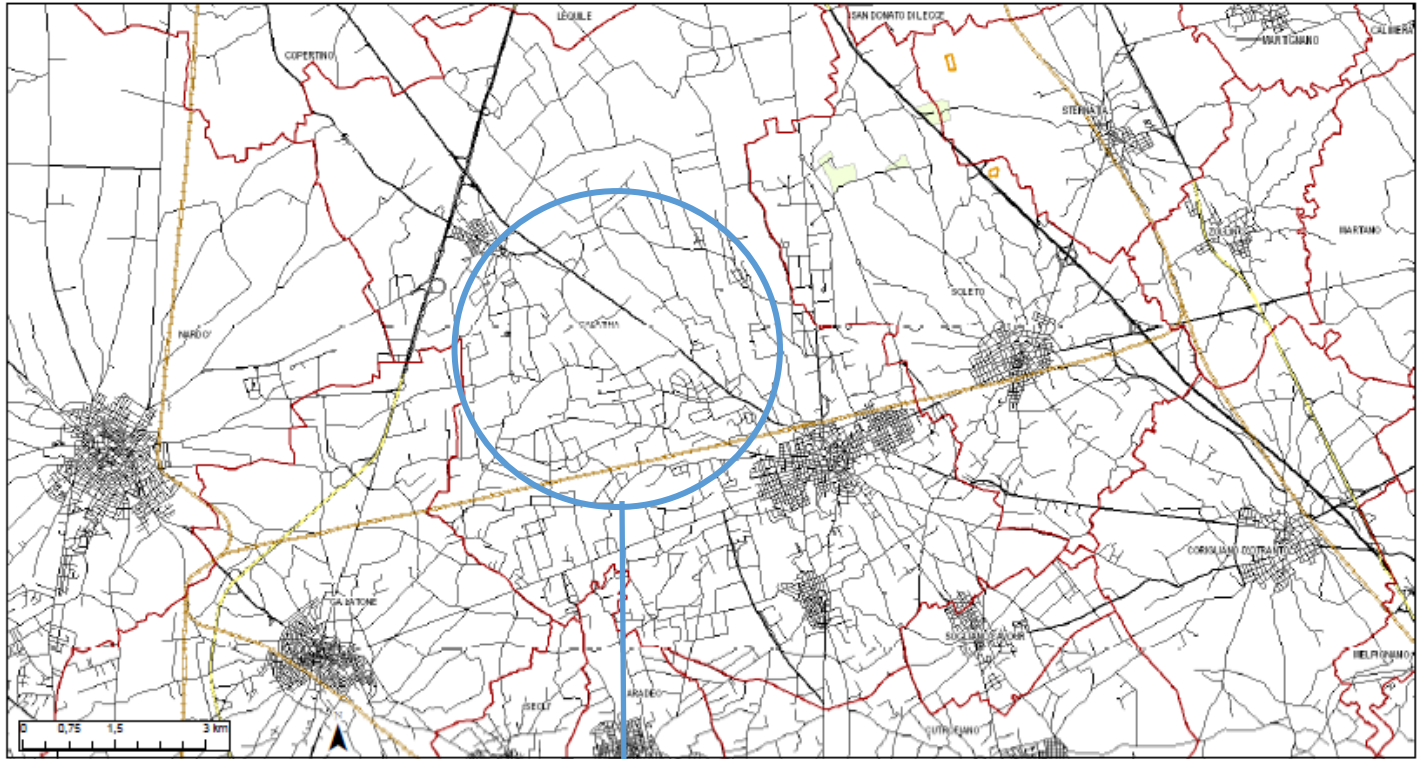 LEQUILE
SAN DONATO DI LECCE
CALIMERA
MARTIGNANO
COPERTINO
STERNATIA
ZOLLINO
MARTANO
SOLETO
NARDO'
GALATINA
CORIGLIANO D'OTRANTO
GALATONE
SOGLIANO CAVOUR
MELPIGNANO
ARADEO
SECLI'
CUTROFIANO
0 0,75 1,5 3 km